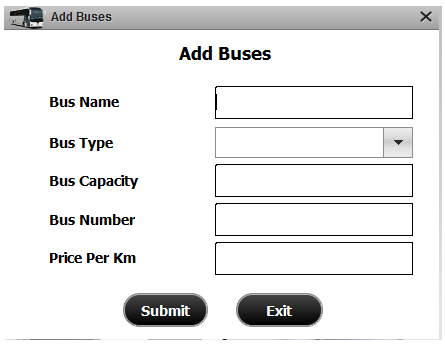 Add Buses
Add Buses
Bus Name
Bus Type
Bus Capacity
Bus Number
Price Per Km
Submit Exit